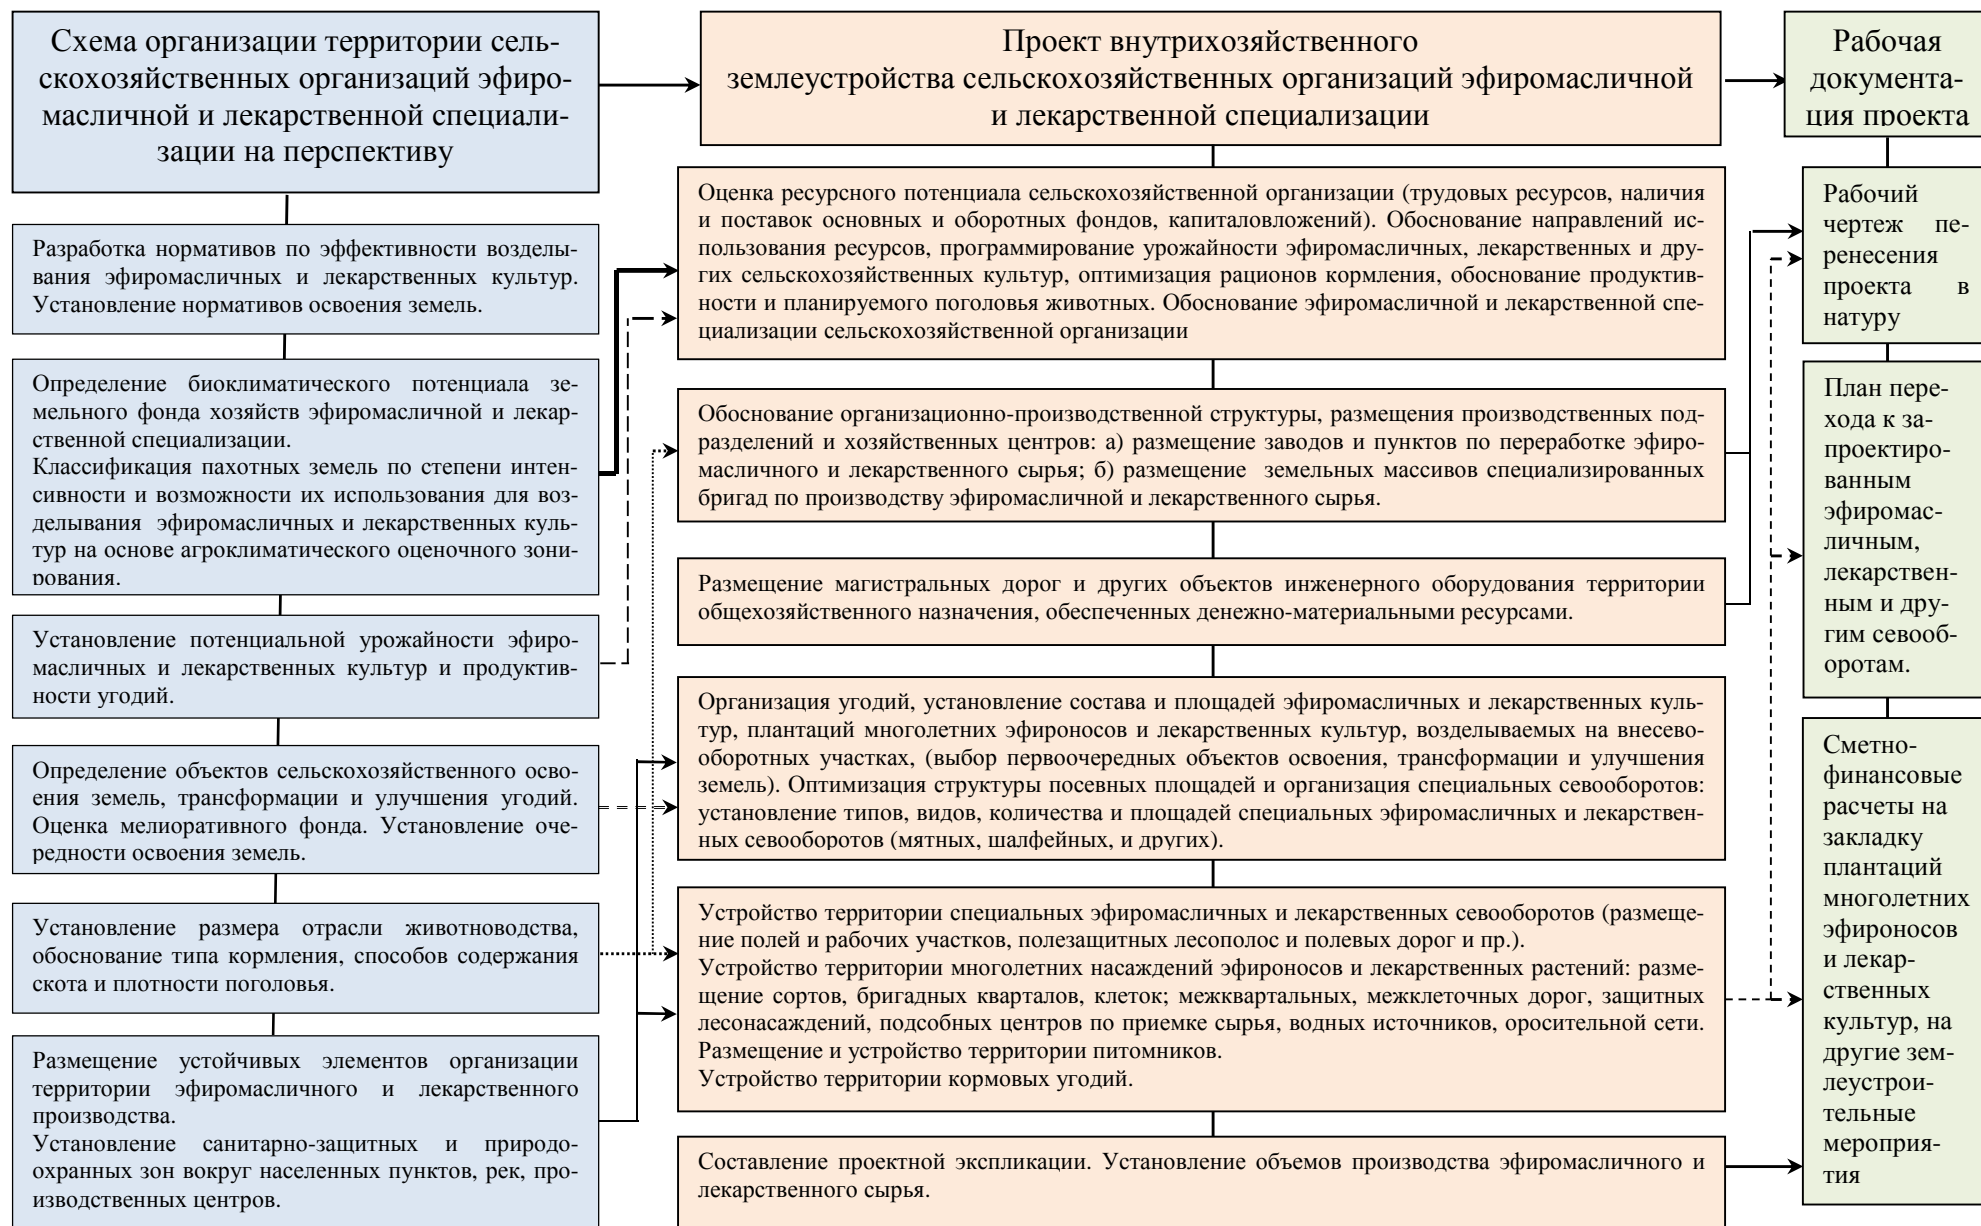 Схема организации территории сель-
скохозяйственных организаций эфиро-
масличной и лекарственной специали-
зации на перспективу
Разработка нормативов по эффективности возделы-
вания эфиромасличных и лекарственных культур.
Установление нормативов освоения земель.
Определение биоклиматического потенциала зе-
мельного фонда хозяйств эфиромасличной и лекар-
ственной специализации.
Классификация пахотных земель по степени интен-
сивности и возможности их использования для воз-
делывания эфиромасличных и лекарственных куль-
тур на основе агроклиматического оценочного зони-
рования.
Установление потенциальной урожайности эфиро-
масличных и лекарственных культур и продуктив-
ности угодий.
Определение объектов сельскохозяйственного осво-
ения земель, трансформации и улучшения угодий.
Оценка мелиоративного фонда. Установление оче-
редности освоения земель.
Установление размера отрасли животноводства,
обоснование типа кормления, способов содержания
скота и плотности поголовья.
Размещение устойчивых элементов организации
территории эфиромасличного и лекарственного
производства.
Установление санитарно-защитных и природо-
охранных зон вокруг населенных пунктов, рек, про-
изводственных центров.
Проект внутрихозяйственного
землеустройства сельскохозяйственных организаций эфиромасличной
и лекарственной специализации
Оценка ресурсного потенциала сельскохозяйственной организации (трудовых ресурсов, наличия
и поставок основных и оборотных фондов, капиталовложений). Обоснование направлений ис-
пользования ресурсов, программирование урожайности эфиромасличных, лекарственных и дру-
гих сельскохозяйственных культур, оптимизация рационов кормления, обоснование продуктив-
ности и планируемого поголовья животных. Обоснование эфиромасличной и лекарственной спе-
циализации сельскохозяйственной организации
Обоснование организационно-производственной структуры, размещения производственных под-
разделений и хозяйственных центров: а) размещение заводов и пунктов по переработке эфиро-
масличного и лекарственного сырья; б) размещение земельных массивов специализированных
бригад по производству эфиромасличной и лекарственного сырья.
Размещение магистральных дорог и других объектов инженерного оборудования территории
общехозяйственного назначения, обеспеченных денежно-материальными ресурсами.
Организация угодий, установление состава и площадей эфиромасличных и лекарственных куль-
тур, плантаций многолетних эфироносов и лекарственных культур, возделываемых на внесево-
оборотных участках, (выбор первоочередных объектов освоения, трансформации и улучшения
земель). Оптимизация структуры посевных площадей и организация специальных севооборотов:
установление типов, видов, количества и площадей специальных эфиромасличных и лекарствен-
ных севооборотов (мятных, шалфейных, и других).
Устройство территории специальных эфиромасличных и лекарственных севооборотов (размеще-
ние полей и рабочих участков, полезащитных лесополос и полевых дорог и пр.).
Устройство территории многолетних насаждений эфироносов и лекарственных растений: разме-
щение сортов, бригадных кварталов, клеток; межквартальных, межклеточных дорог, защитных
лесонасаждений, подсобных центров по приемке сырья, водных источников, оросительной сети.
Размещение и устройство территории питомников.
Устройство территории кормовых угодий.
Составление проектной экспликации. Установление объемов производства эфиромасличного и
лекарственного сырья.
Рабочая
документа-
ция проекта
Рабочий
чертеж пе-
ренесения
проекта в
натуру
План пере-
хода к за-
проектиро-
ванным
эфиромас-
личным,
лекарствен-
ным и дру-
гим севооб-
оротам.
Сметно-
финансовые
расчеты на
закладку
плантаций
многолетних
эфироносов
и лекар-
ственных
культур, на
другие зем-
леустрои-
тельные
мероприя-
тия